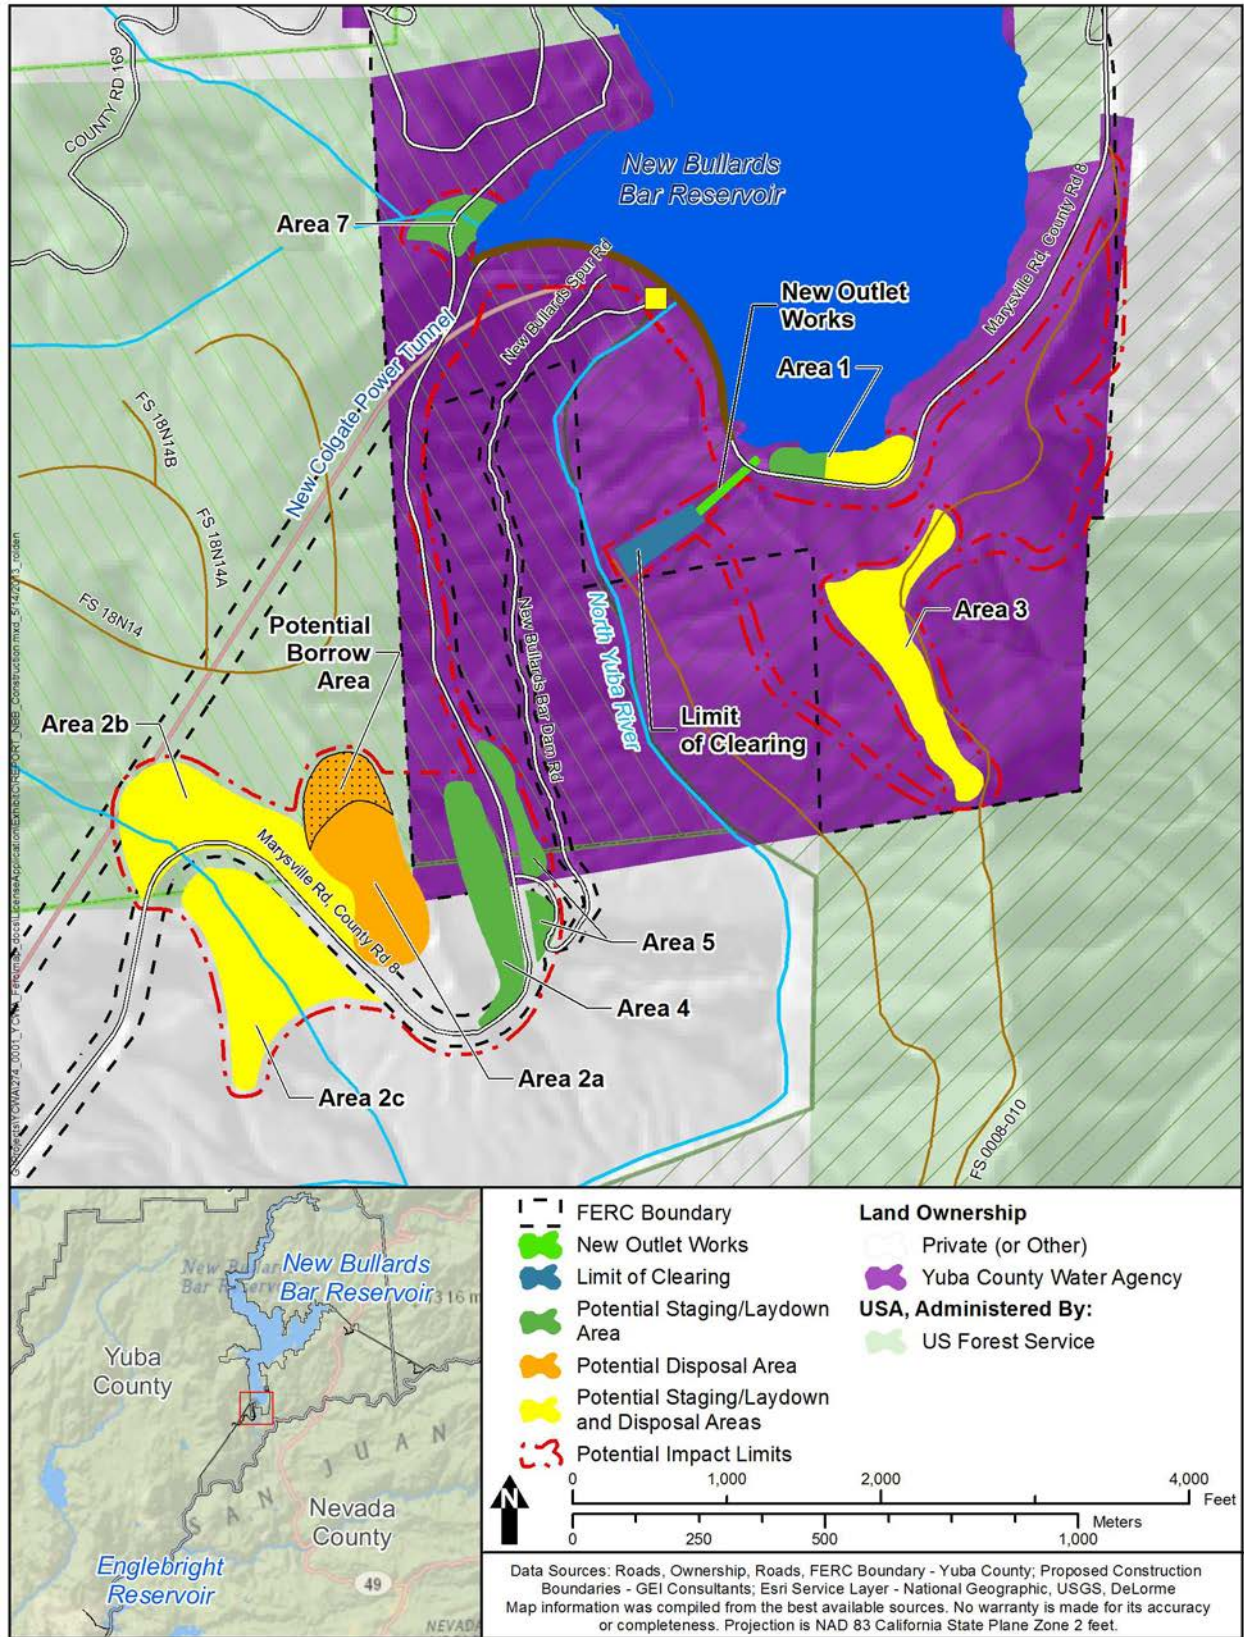 COUNTY RD 169
New Bullards
Bar Reservoir
Area 7
New Bullards Spur Rd
Marysville Rd, County Rd 8
New Outlet
Works
Area 1
New Colgate Power Tunnel
FS 18N14B
FS 18N14A
FS 18N14
Potential
Borrow
Area
New Bullards Bar Dam Rd
North Yuba River
Area 3
Limit
of Clearing
Area 2b
Marysville Rd, County Rd 8
Area 5
Area 4
Area 2a
Area 2c
FS 0008-010
New Bullards
Bar Reservoir
316 m
Yuba
County
SAN JUAN
Nevada
County
Englebright
Reservoir
49
NEVADA
FERC Boundary
New Outlet Works
Limit of Clearing
Potential Staging/Laydown
Area
Potential Disposal Area
Potential Staging/Laydown
and Disposal Areas
Potential Impact Limits
Land Ownership
Private (or Other)
Yuba County Water Agency
USA, Administered By:
US Forest Service
N
0 1,000 2,000 4,000
Feet
Meters
0 250 500 1,000
Data Sources: Roads, Ownership, Roads, FERC Boundary - Yuba County; Proposed Construction
Boundaries - GEI Consultants; Esri Service Layer - National Geographic, USGS, DeLorme
Map information was compiled from the best available sources. No warranty is made for its accuracy
or completeness. Projection is NAD 83 California State Plane Zone 2 feet.